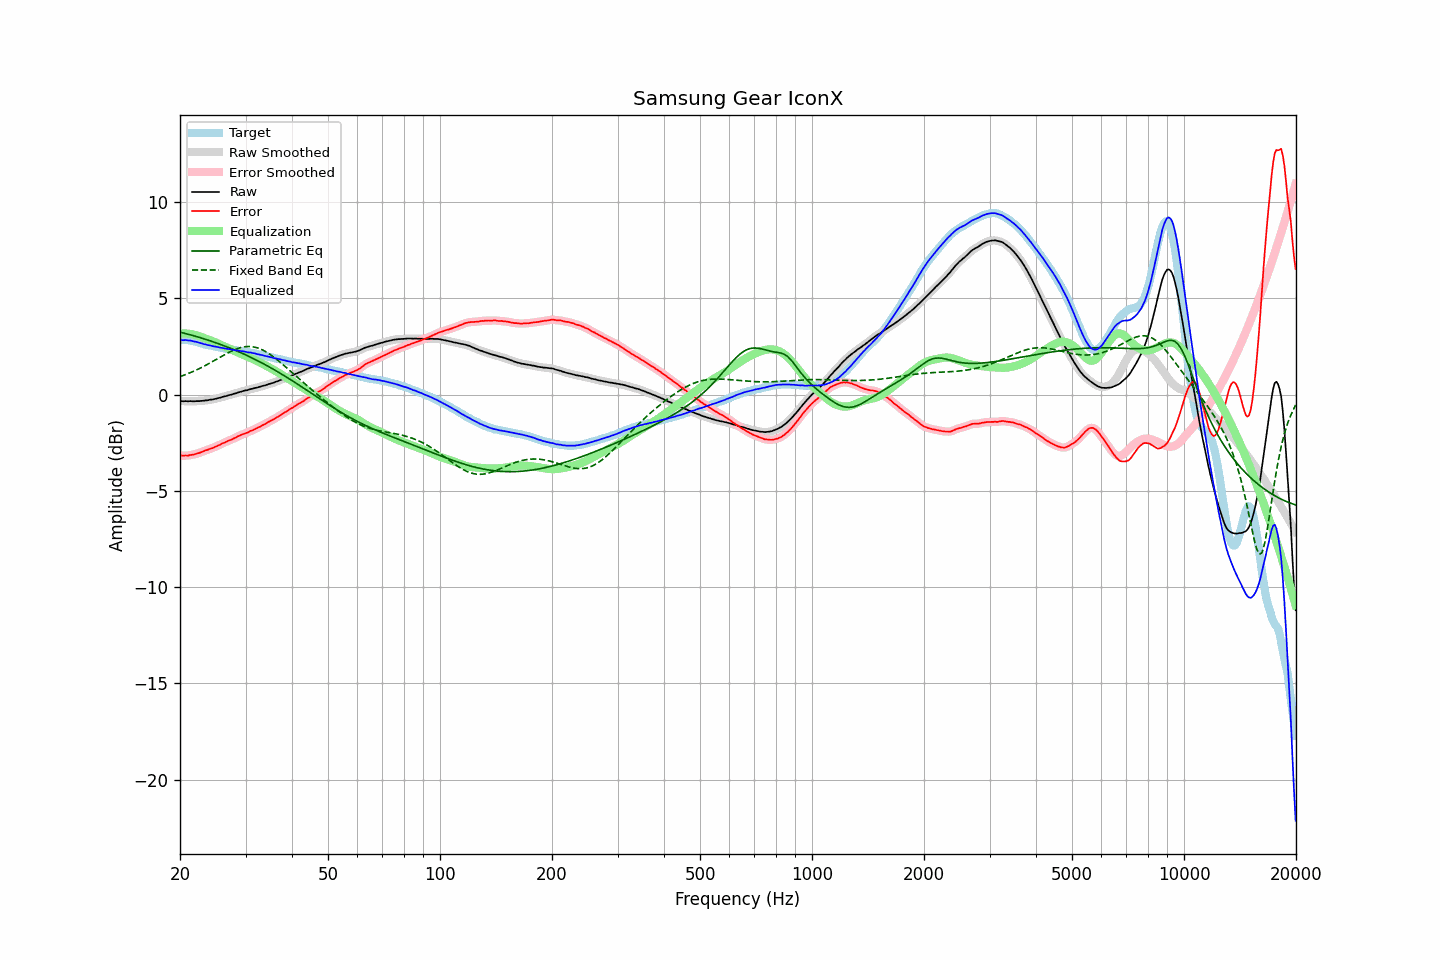 Samsung Gear IconX
Target
Raw Smoothed
Error Smoothed
Raw
Error
Equalization
Parametric Eq
Fixed Band Eq
Equalized
10
5
0
−5
−10
−15
−20
Amplitude (dBr)
20 50 100 200 500 1000 2000 5000 10000 20000
Frequency (Hz)